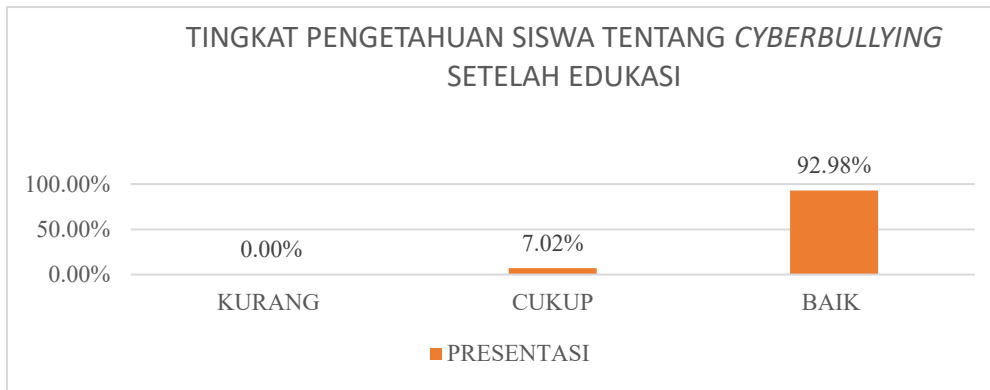 TINGKAT PENGETAHUAN SISWA TENTANG CYBERBULLYING
SETELAH EDUKASI
92.98%
100.00%
50.00%
0.00%
7.02%
0.00%
KURANG
CUKUP
BAIK
PRESENTASI